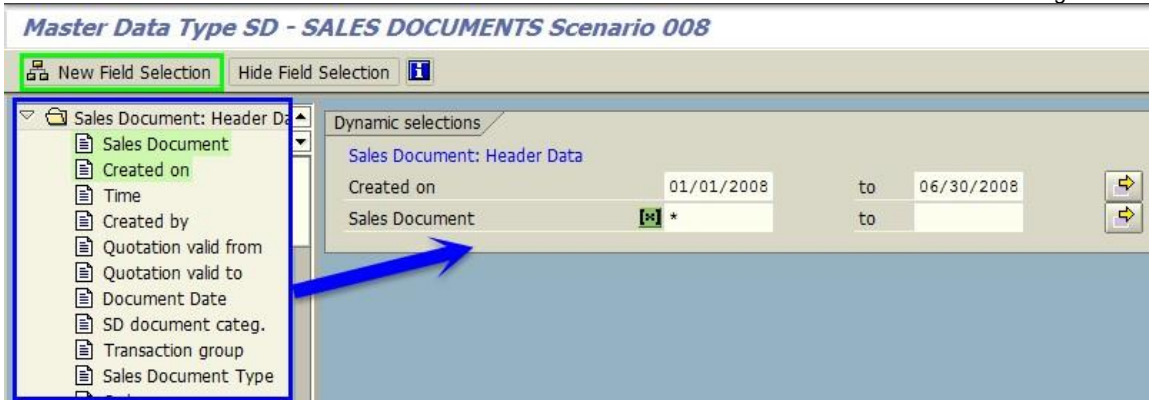 Master Data Type SD - SALES DOCUMENTS Scenario 008
New Field Selection Hide Field Selection
Sales Document: Header Da
Sales Document
Created on
Time
Created by
Quotation valid from
Quotation valid to
Document Date
SD document categ.
Transaction group
Sales Document Type
Dynamic selections
Sales Document: Header Data
Created on 01/01/2008 to 06/30/2008
Sales Document * to